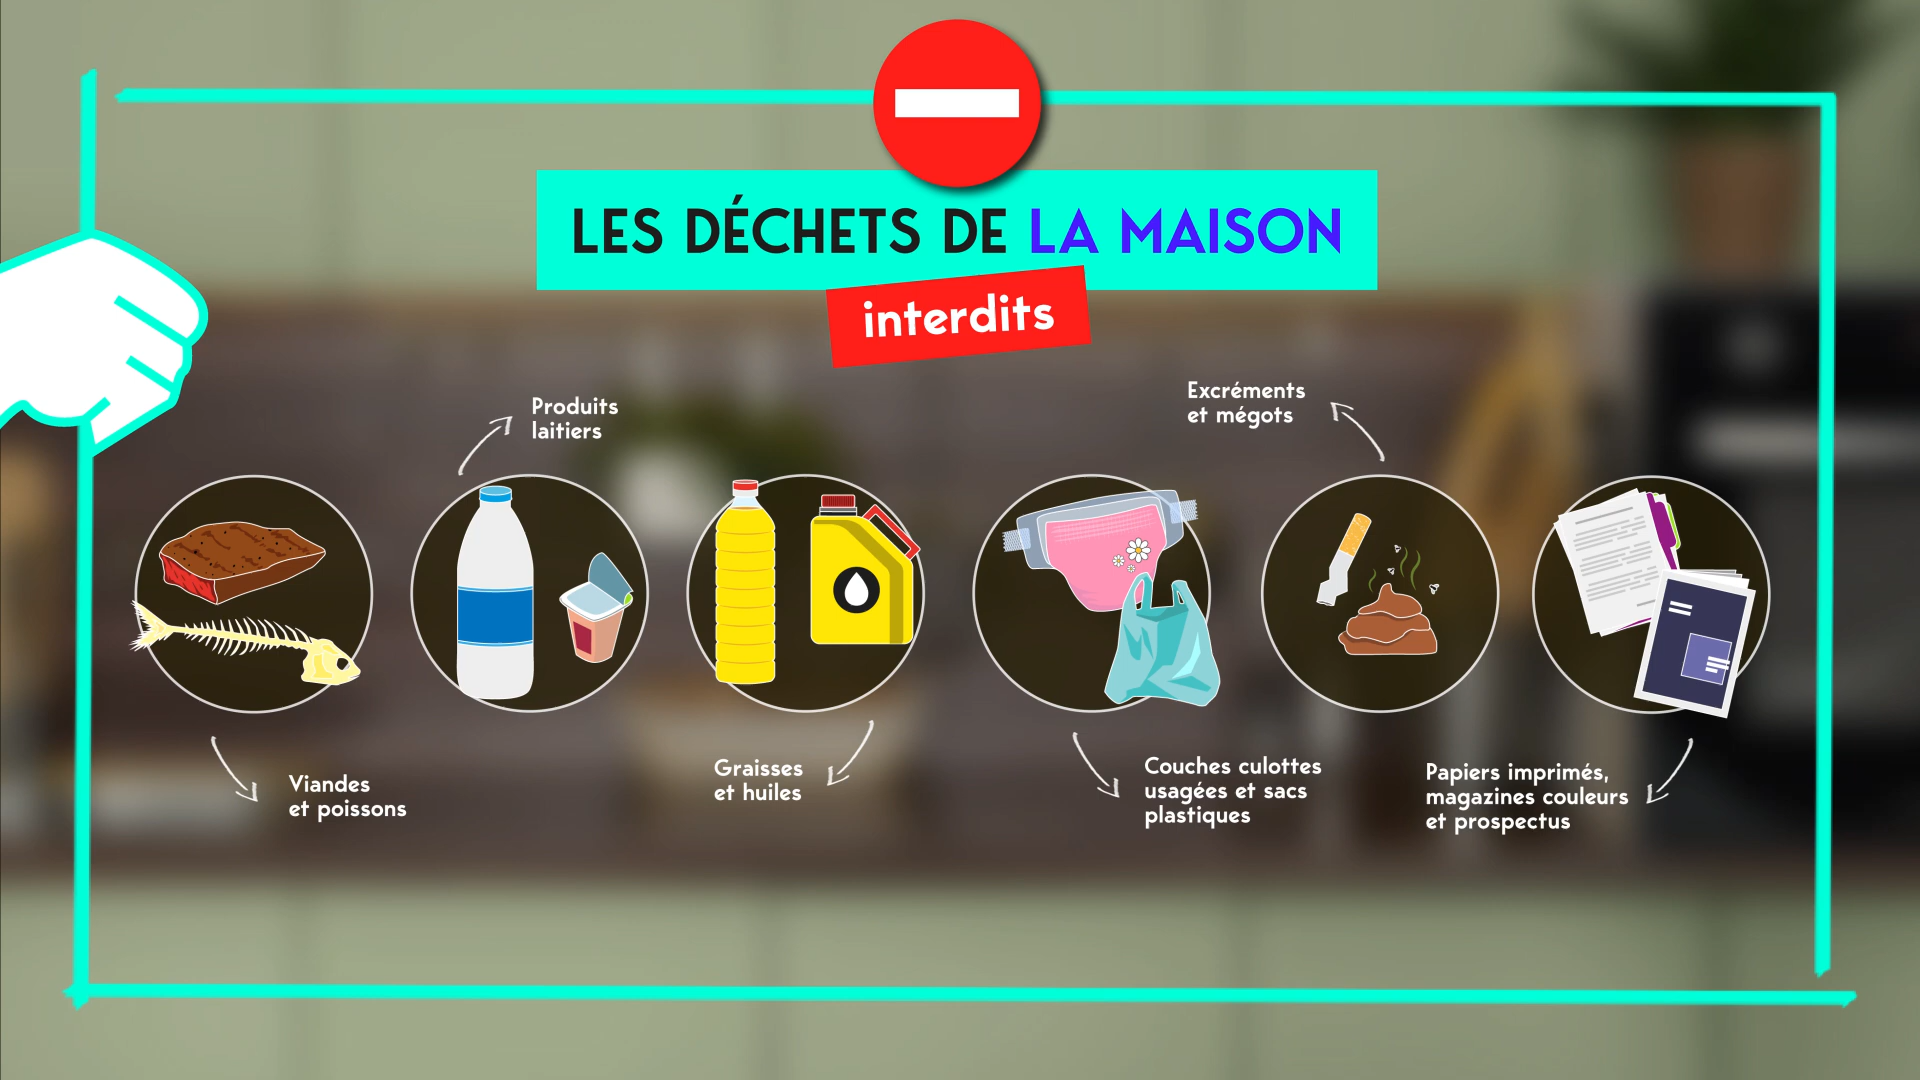 LES DÉCHETS DE LA MAISON
interdits
Produits
laitiers
Excréments
et mégots
Viandes
et poissons
Graisses
et huiles
Couches culottes
usagées et sacs
plastiques
Papiers imprimés,
magazines couleurs
et prospectus